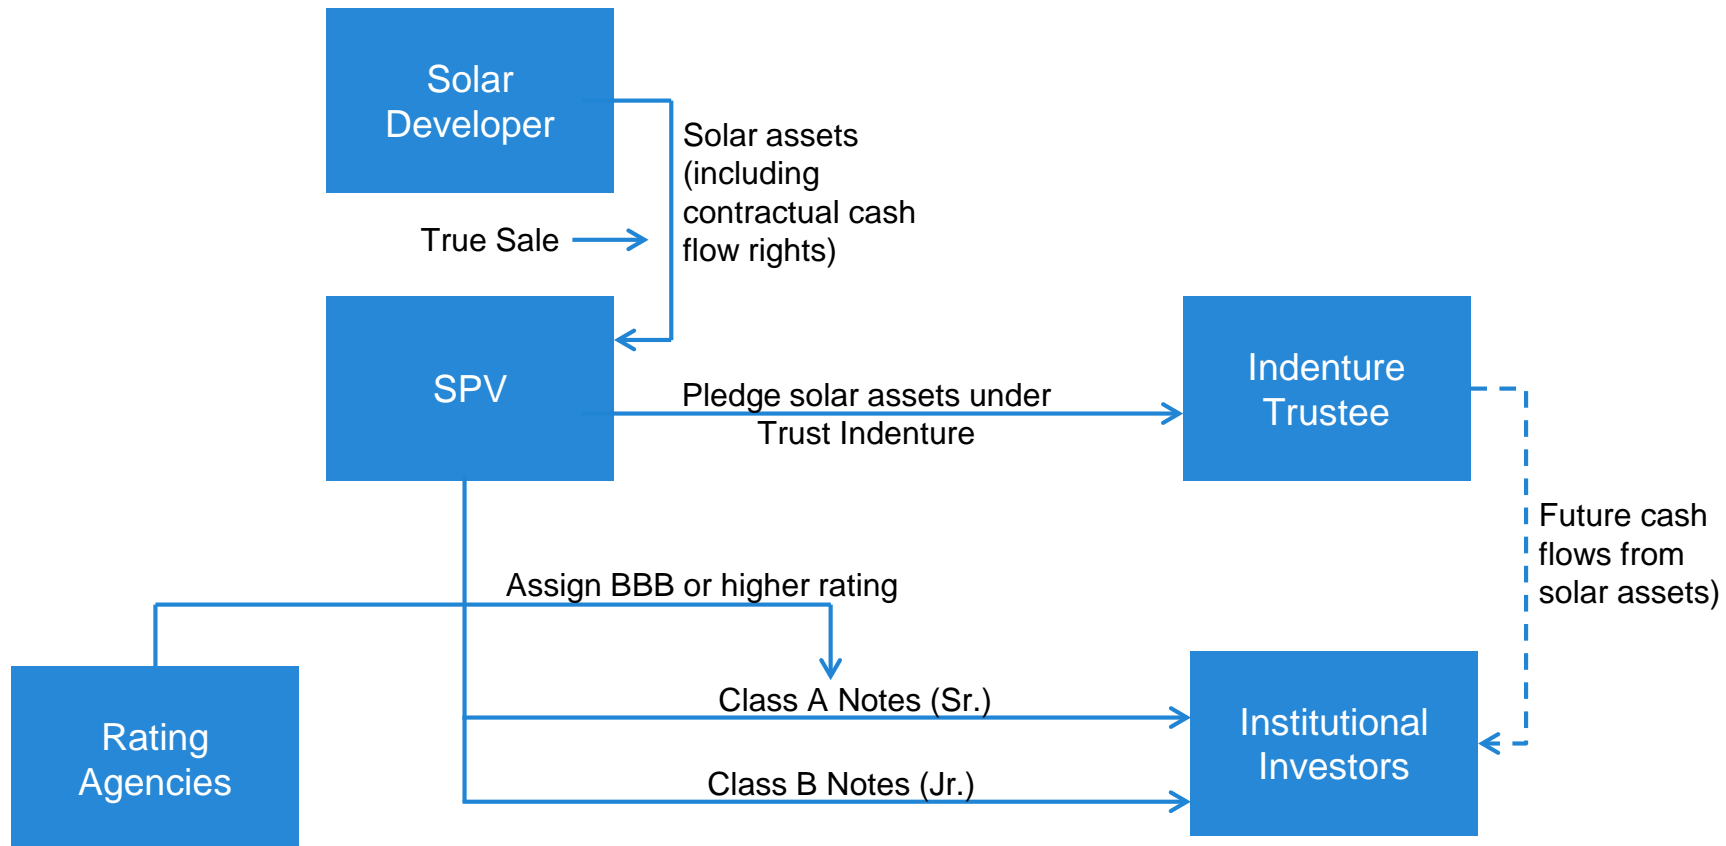 Solar
Developer
Solar assets
(including
contractual cash
flow rights)
True Sale
SPV
Pledge solar assets under
Trust Indenture
Indenture
Trustee
Future cash
flows from
solar assets)
Assign BBB or higher rating
Rating
Agencies
Class A Notes (Sr.)
Class B Notes (Jr.)
Institutional
Investors